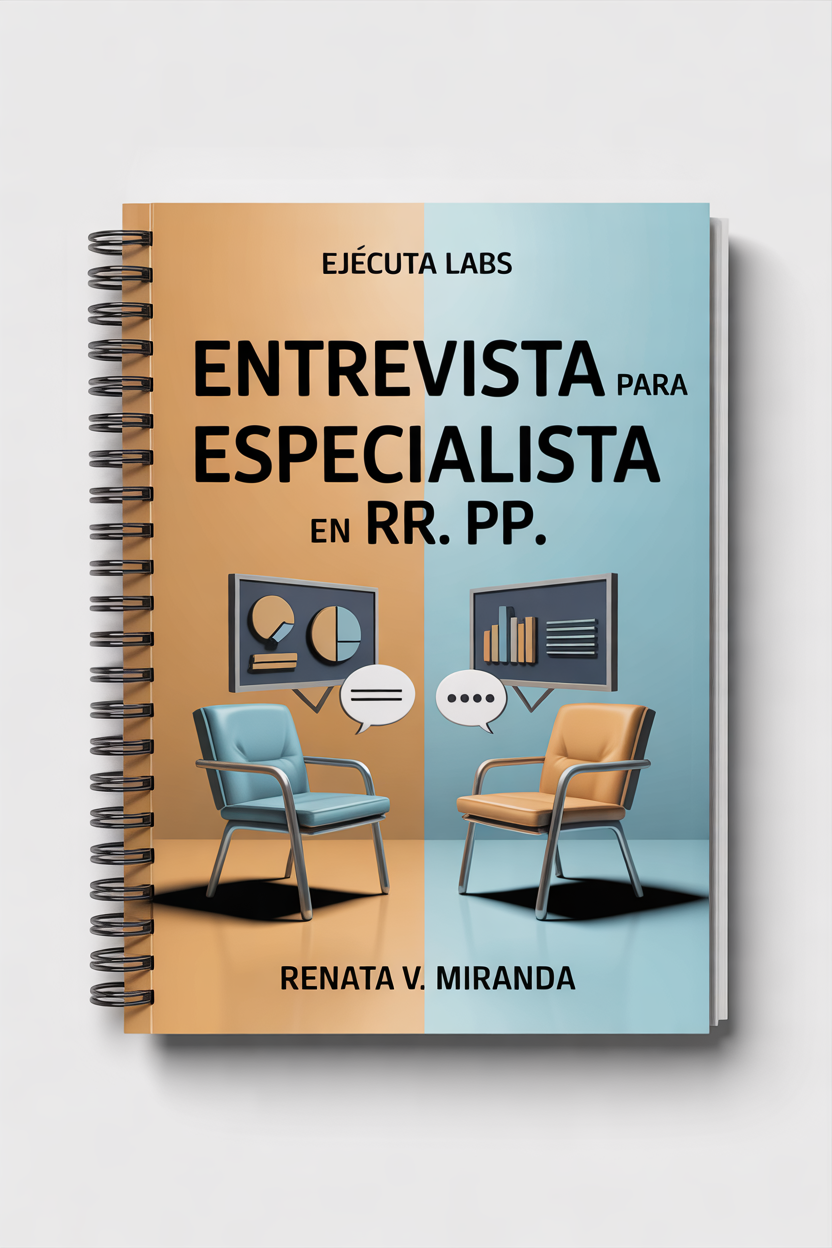 EJÉCUTA LABS
ENTREVISTA PARA
ESPECIALISTA
EN RR. PP.
RENATA V. MIRANDA